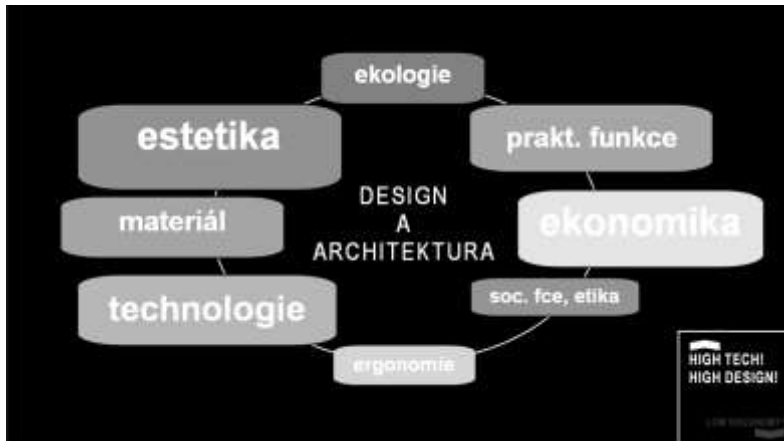 ekologie
estetika
prakt. funkce
materiál
DESIGN
A
ARCHITEKTURA
ekonomika
technologie
soc. fce, etika
ergonomie
HIGH TECH!
HIGH DESIGN!